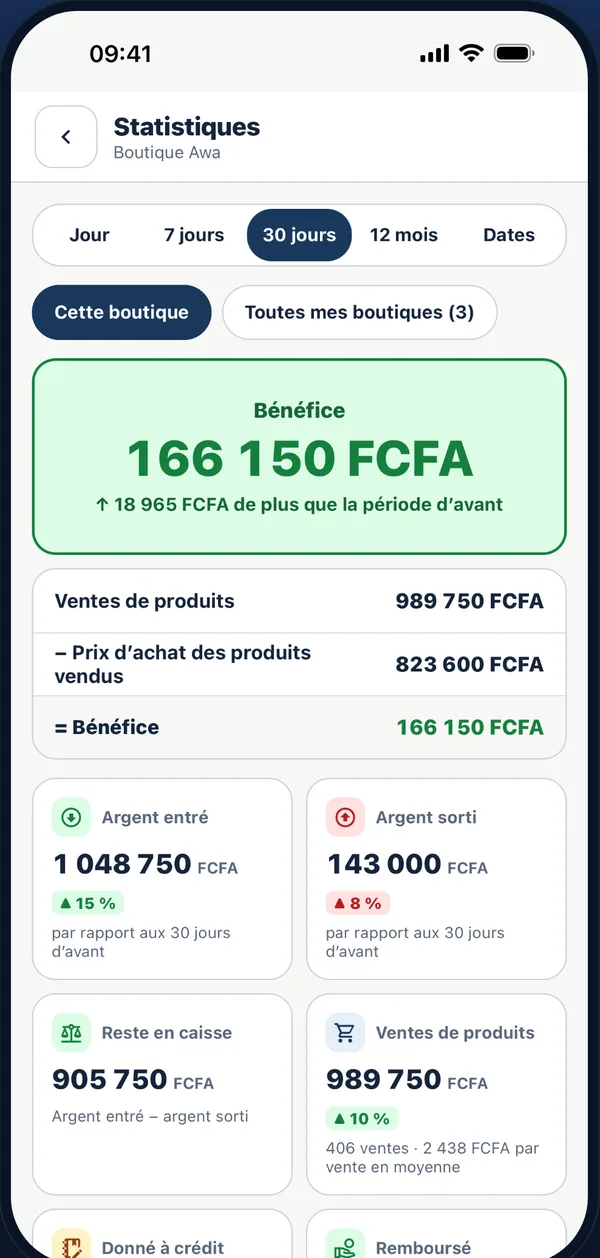 09:41
Statistiques
Boutique Awa
Jour 7 jours 30 jours 12 mois Dates
Cette boutique Toutes mes boutiques (3)
Bénéfice
166 150 FCFA
↑ 18 965 FCFA de plus que la période d’avant
Ventes de produits 989 750 FCFA
– Prix d’achat des produits
vendus 823 600 FCFA
= Bénéfice 166 150 FCFA
Argent entré
1 048 750 FCFA
▲ 15 %
par rapport aux 30 jours
d’avant
Argent sorti
143 000 FCFA
▲ 8 %
par rapport aux 30 jours
d’avant
Reste en caisse
905 750 FCFA
Argent entré – argent sorti
Ventes de produits
989 750 FCFA
▲ 10 %
406 ventes · 2 438 FCFA par
vente en moyenne
Donné à crédit
Remboursé